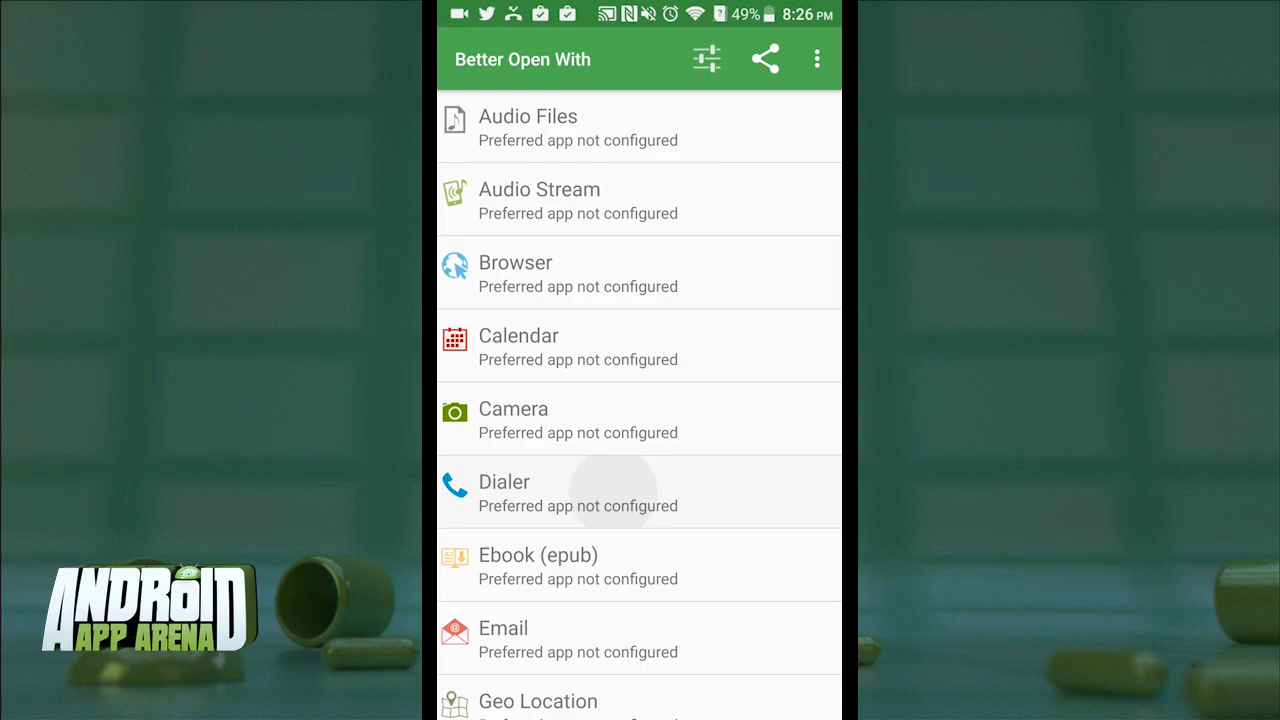 49% 8:26 PM
Better Open With
Audio Files
Preferred app not configured
Audio Stream
Preferred app not configured
Browser
Preferred app not configured
Calendar
Preferred app not configured
Camera
Preferred app not configured
Dialer
Preferred app not configured
Ebook (epub)
Preferred app not configured
Email
Preferred app not configured
Geo Location
ANDROID
APP ARENA